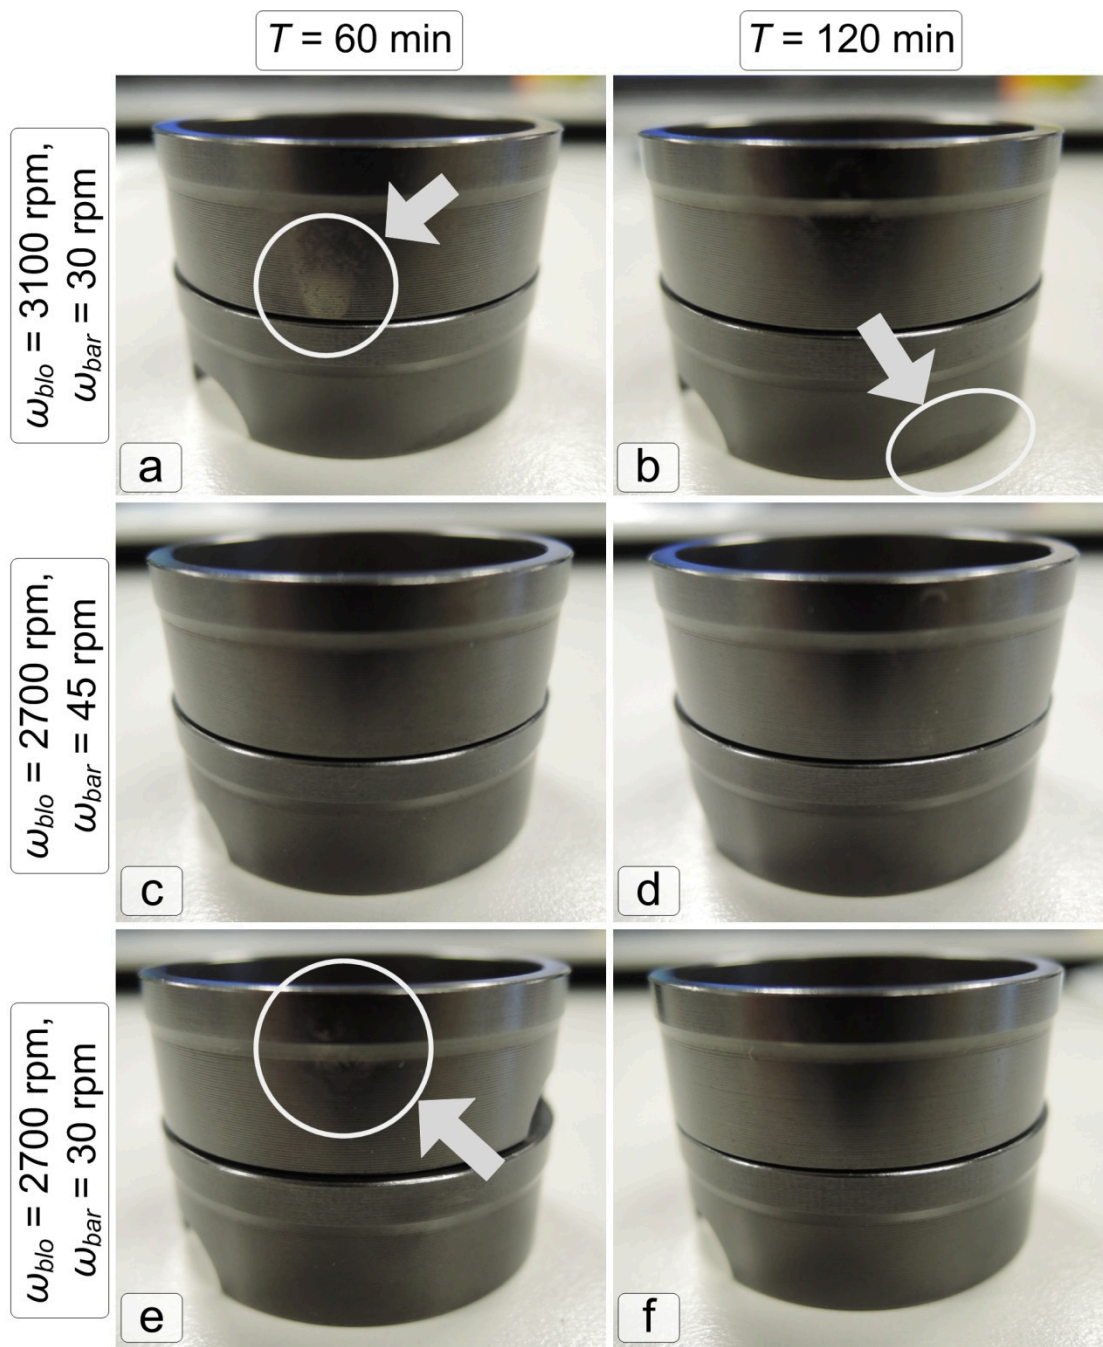 T = 60 min
T = 120 min
ω_blo = 3100 rpm,
ω_bar = 30 rpm
a
b
ω_blo = 2700 rpm,
ω_bar = 45 rpm
c
d
ω_blo = 2700 rpm,
ω_bar = 30 rpm
e
f